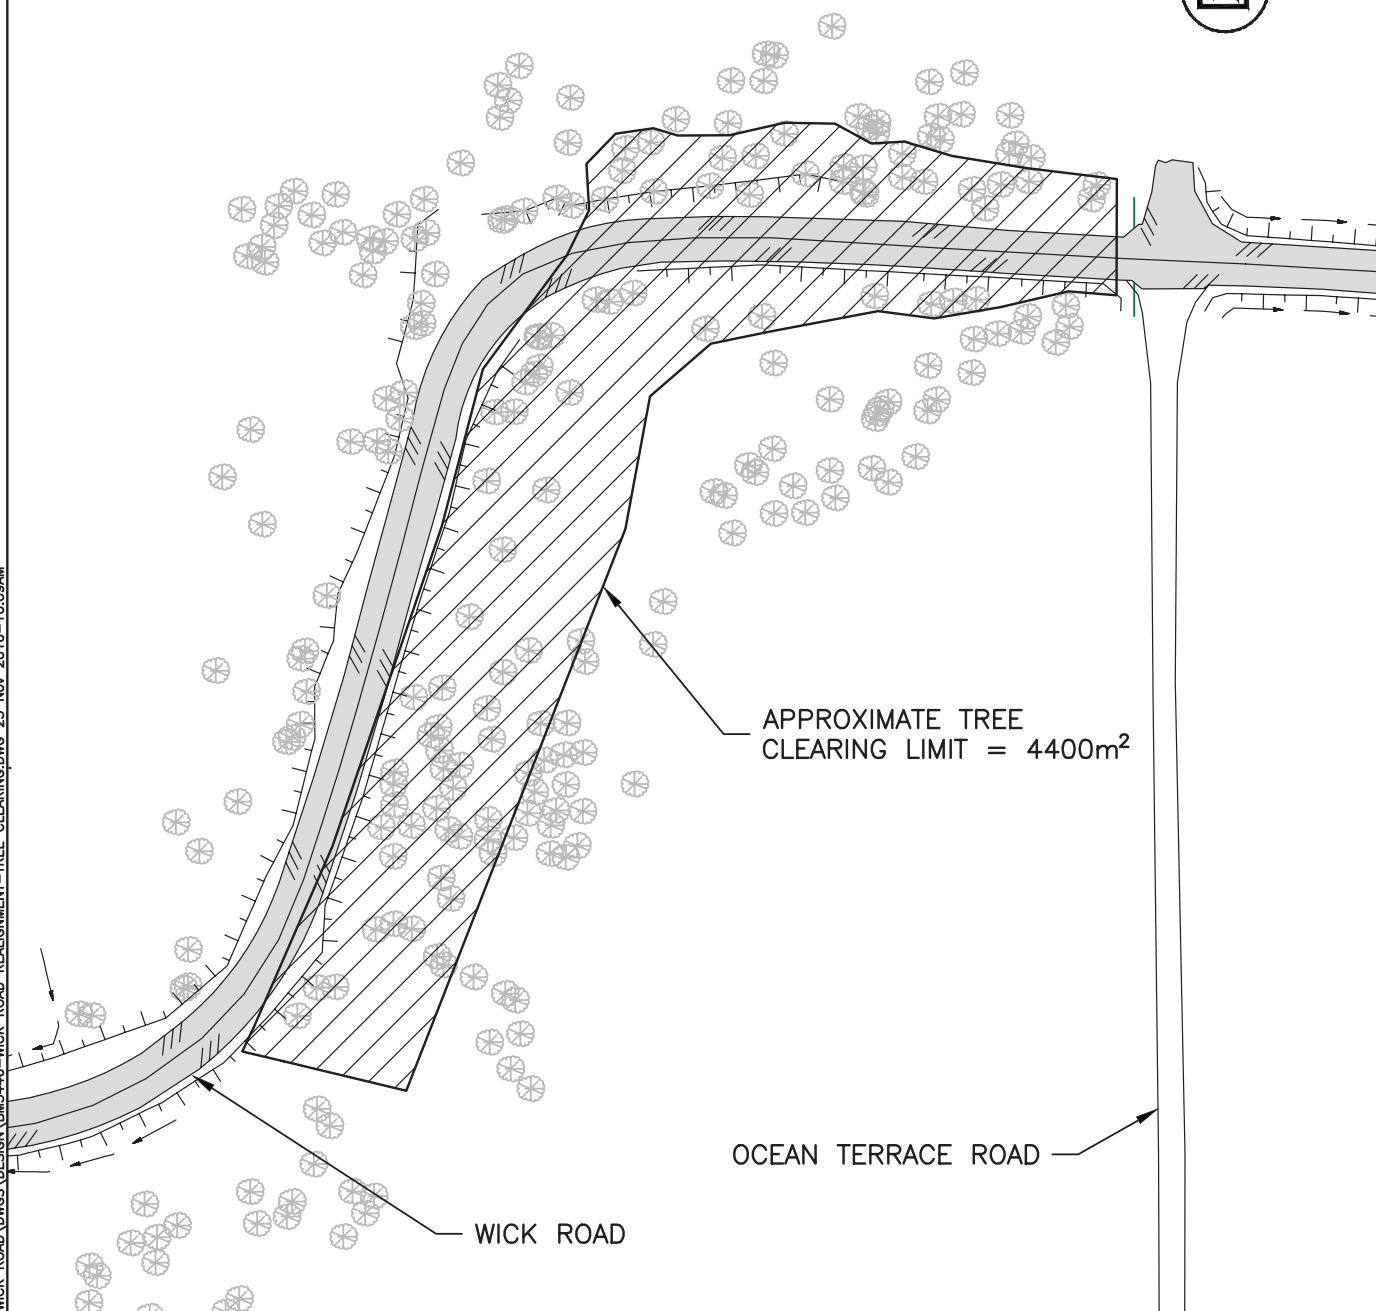 APPROXIMATE TREE
CLEARING LIMIT = 4400m²
OCEAN TERRACE ROAD
WICK ROAD